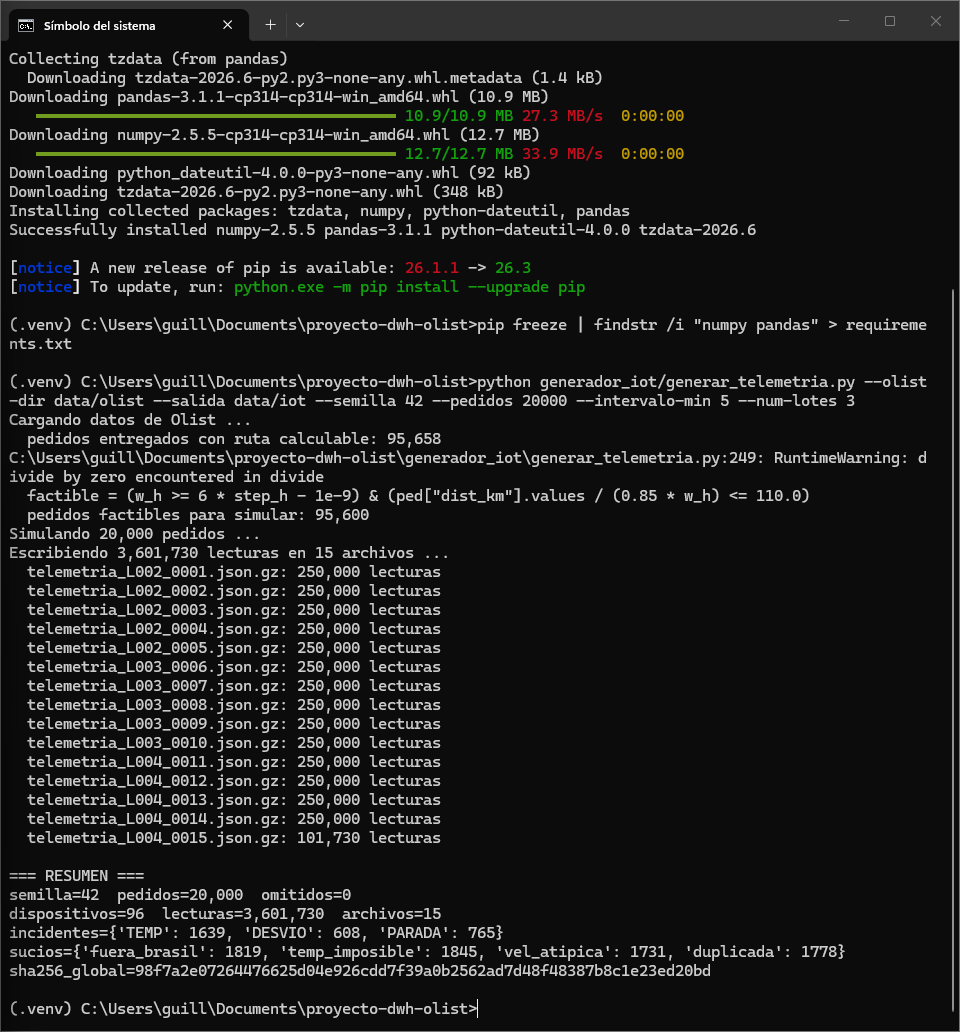 Símbolo del sistema
Collecting tzdata (from pandas)
  Downloading tzdata-2026.6-py2.py3-none-any.whl.metadata (1.4 kB)
Downloading pandas-3.1.1-cp314-cp314-win_amd64.whl (10.9 MB)
10.9/10.9 MB 27.3 MB/s  0:00:00
Downloading numpy-2.5.5-cp314-cp314-win_amd64.whl (12.7 MB)
12.7/12.7 MB 33.9 MB/s  0:00:00
Downloading python_dateutil-4.0.0-py3-none-any.whl (92 kB)
Downloading tzdata-2026.6-py2.py3-none-any.whl (348 kB)
Installing collected packages: tzdata, numpy, python-dateutil, pandas
Successfully installed numpy-2.5.5 pandas-3.1.1 python-dateutil-4.0.0 tzdata-2026.6
[notice] A new release of pip is available: 26.1.1 -> 26.3
[notice] To update, run: python.exe -m pip install --upgrade pip
(.venv) C:\Users\guill\Documents\proyecto-dwh-olist>pip freeze | findstr /i "numpy pandas" > requireme
nts.txt
(.venv) C:\Users\guill\Documents\proyecto-dwh-olist>python generador_iot/generar_telemetria.py --olist
-dir data/olist --salida data/iot --semilla 42 --pedidos 20000 --intervalo-min 5 --num-lotes 3
Cargando datos de Olist ...
  pedidos entregados con ruta calculable: 95,658
C:\Users\guill\Documents\proyecto-dwh-olist\generador_iot\generar_telemetria.py:249: RuntimeWarning: d
ivide by zero encountered in divide
  factible = (w_h >= 6 * step_h - 1e-9) & (ped["dist_km"].values / (0.85 * w_h) <= 110.0)
  pedidos factibles para simular: 95,600
Simulando 20,000 pedidos ...
Escribiendo 3,601,730 lecturas en 15 archivos ...
  telemetria_L002_0001.json.gz: 250,000 lecturas
  telemetria_L002_0002.json.gz: 250,000 lecturas
  telemetria_L002_0003.json.gz: 250,000 lecturas
  telemetria_L002_0004.json.gz: 250,000 lecturas
  telemetria_L002_0005.json.gz: 250,000 lecturas
  telemetria_L003_0006.json.gz: 250,000 lecturas
  telemetria_L003_0007.json.gz: 250,000 lecturas
  telemetria_L003_0008.json.gz: 250,000 lecturas
  telemetria_L003_0009.json.gz: 250,000 lecturas
  telemetria_L003_0010.json.gz: 250,000 lecturas
  telemetria_L004_0011.json.gz: 250,000 lecturas
  telemetria_L004_0012.json.gz: 250,000 lecturas
  telemetria_L004_0013.json.gz: 250,000 lecturas
  telemetria_L004_0014.json.gz: 250,000 lecturas
  telemetria_L004_0015.json.gz: 101,730 lecturas
=== RESUMEN ===
semilla=42  pedidos=20,000  omitidos=0
dispositivos=96  lecturas=3,601,730  archivos=15
incidentes={'TEMP': 1639, 'DESVIO': 608, 'PARADA': 765}
sucios={'fuera_brasil': 1819, 'temp_imposible': 1845, 'vel_atipica': 1731, 'duplicada': 1778}
sha256_global=98f7a2e07264476625d04e926cdd7f39a0b2562ad7d48f48387b8c1e23ed20bd
(.venv) C:\Users\guill\Documents\proyecto-dwh-olist>